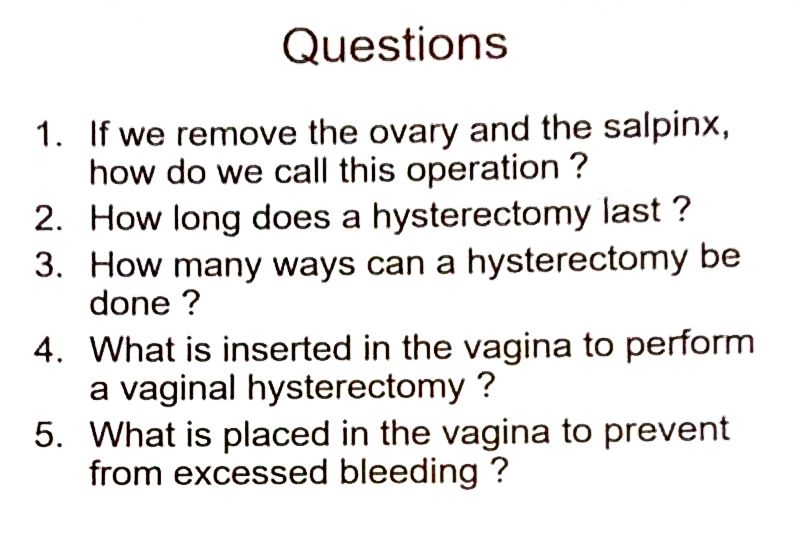 Questions
1. If we remove the ovary and the salpinx,
how do we call this operation ?
2. How long does a hysterectomy last ?
3. How many ways can a hysterectomy be
done ?
4. What is inserted in the vagina to perform
a vaginal hysterectomy ?
5. What is placed in the vagina to prevent
from excessed bleeding ?